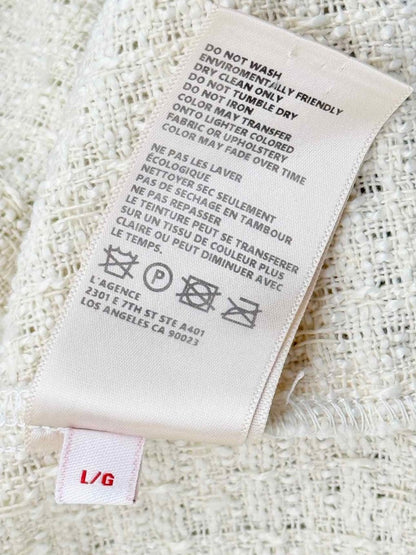 DO NOT WASH
ENVIROMENTALLY FRIENDLY
DRY CLEAN ONLY
DO NOT TUMBLE DRY
DO NOT IRON
COLOR MAY TRANSFER
ONTO LIGHTER COLORED
FABRIC OR UPHOLSTERY
COLOR MAY FADE OVER TIME
NE PAS LES LAVER
ÉCOLOGIQUE
NETTOYER SEC SEULEMENT
PAS DE SECHAGE EN TAMBOUR
NE PAS REPASSER
LE TEINTURE PEUT SE TRANSFERER
SUR UN TISSU DE COULEUR PLUS
CLAIRE OU PEUT DIMINUER AVEC
LE TEMPS.
P
L'AGENCE
2301 E 7TH ST STE A401
LOS ANGELES CA 90023
L/G